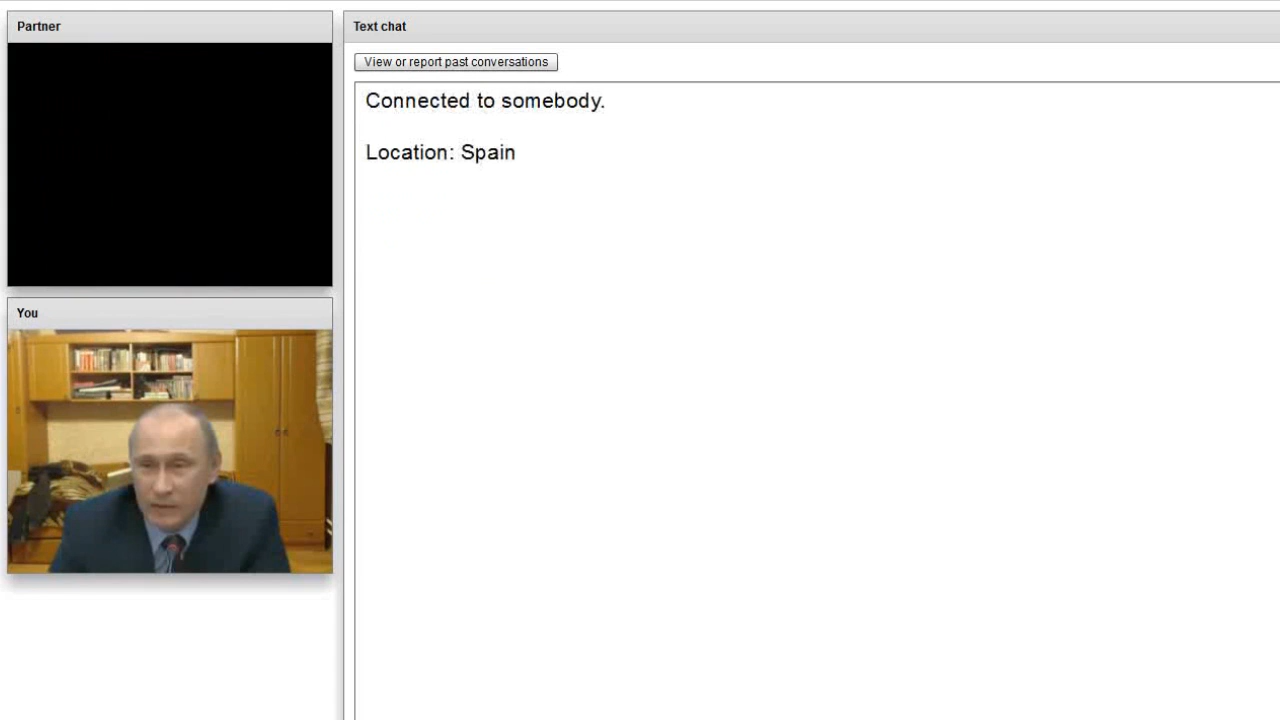 Partner
Text chat
View or report past conversations
Connected to somebody.
Location: Spain
You